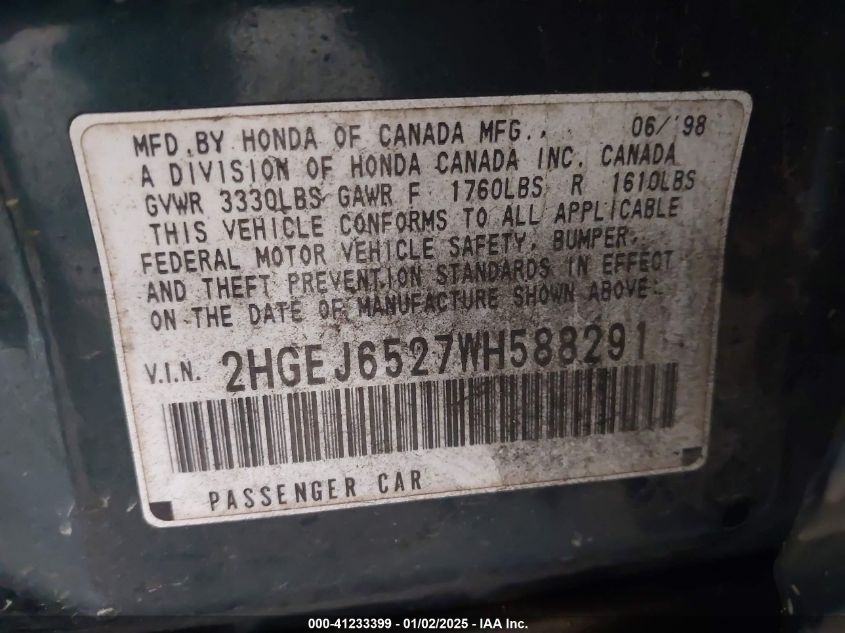 MFD. BY HONDA OF CANADA MFG.. 06/'98
A DIVISION OF HONDA CANADA INC. CANADA
GVWR 3330LBS GAWR F 1760LBS R 1610LBS
THIS VEHICLE CONFORMS TO ALL APPLICABLE
FEDERAL MOTOR VEHICLE SAFETY, BUMPER,
AND THEFT PREVENTION STANDARDS IN EFFECT
ON THE DATE OF MANUFACTURE SHOWN ABOVE.
V.I.N. 2HGEJ6527WH588291
PASSENGER CAR
000-41233399 - 01/02/2025 - IAA Inc.